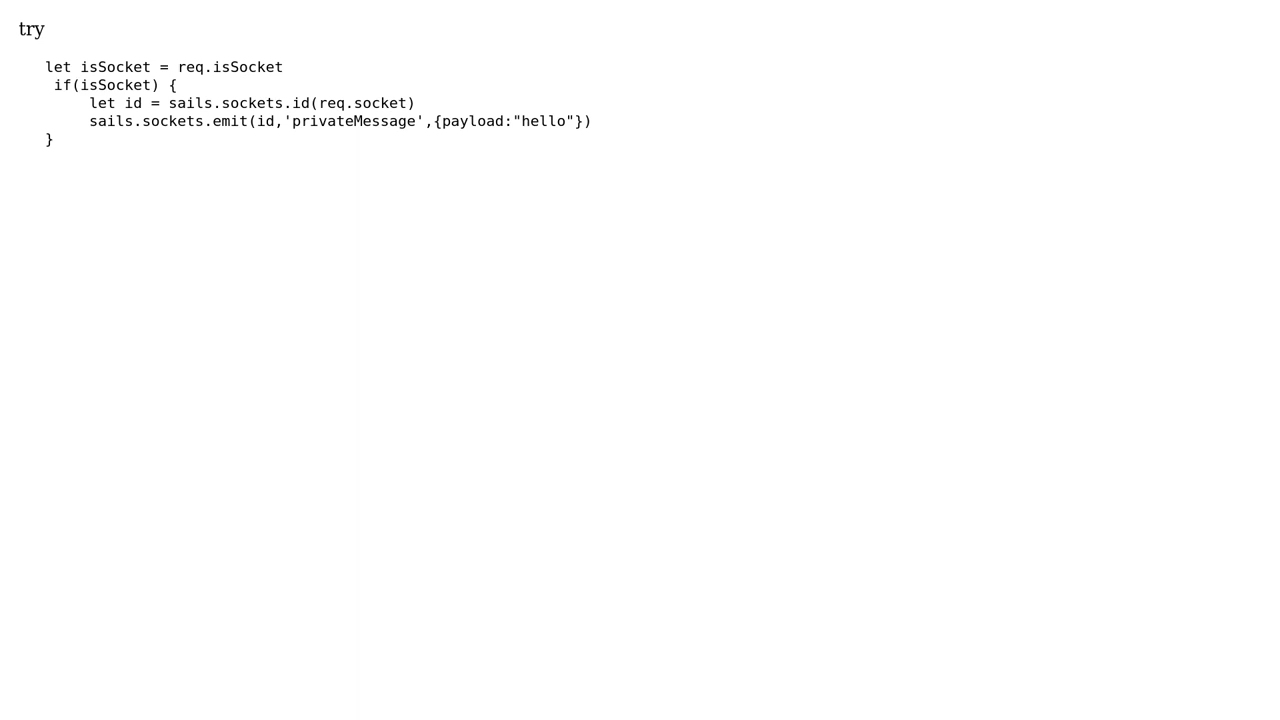 try
let isSocket = req.isSocket
if(isSocket) {
let id = sails.sockets.id(req.socket)
sails.sockets.emit(id,'privateMessage',{payload:"hello"})
}